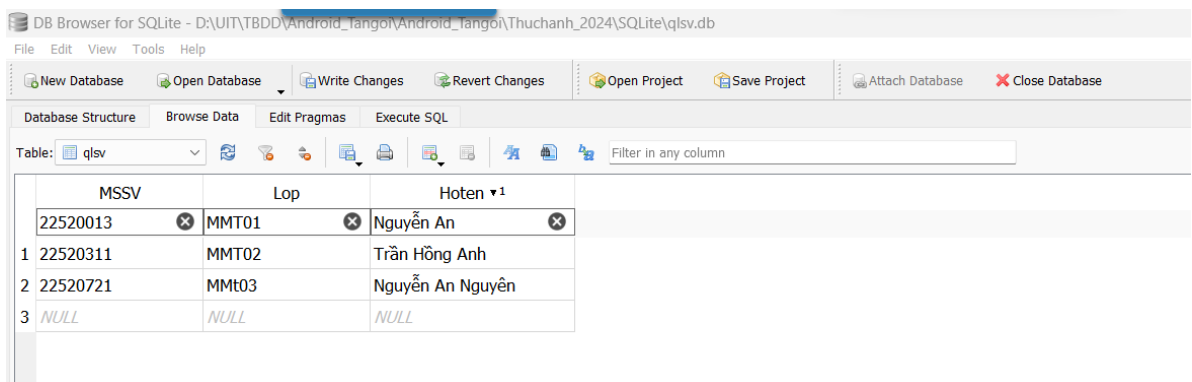 DB Browser for SQLite - D:\UIT\TBDD\Android_Tangoi\Android_Tangoi\Thuchanh_2024\SQLite\qlsv.db
File Edit View Tools Help
New Database Open Database Write Changes Revert Changes Open Project Save Project Attach Database Close Database
Database Structure Browse Data Edit Pragmas Execute SQL
Table: qlsv Filter in any column
MSSV Lop Hoten 1
22520013 MMT01 Nguyễn An
1 22520311 MMT02 Trần Hồng Anh
2 22520721 MMt03 Nguyễn An Nguyên
3 NULL NULL NULL